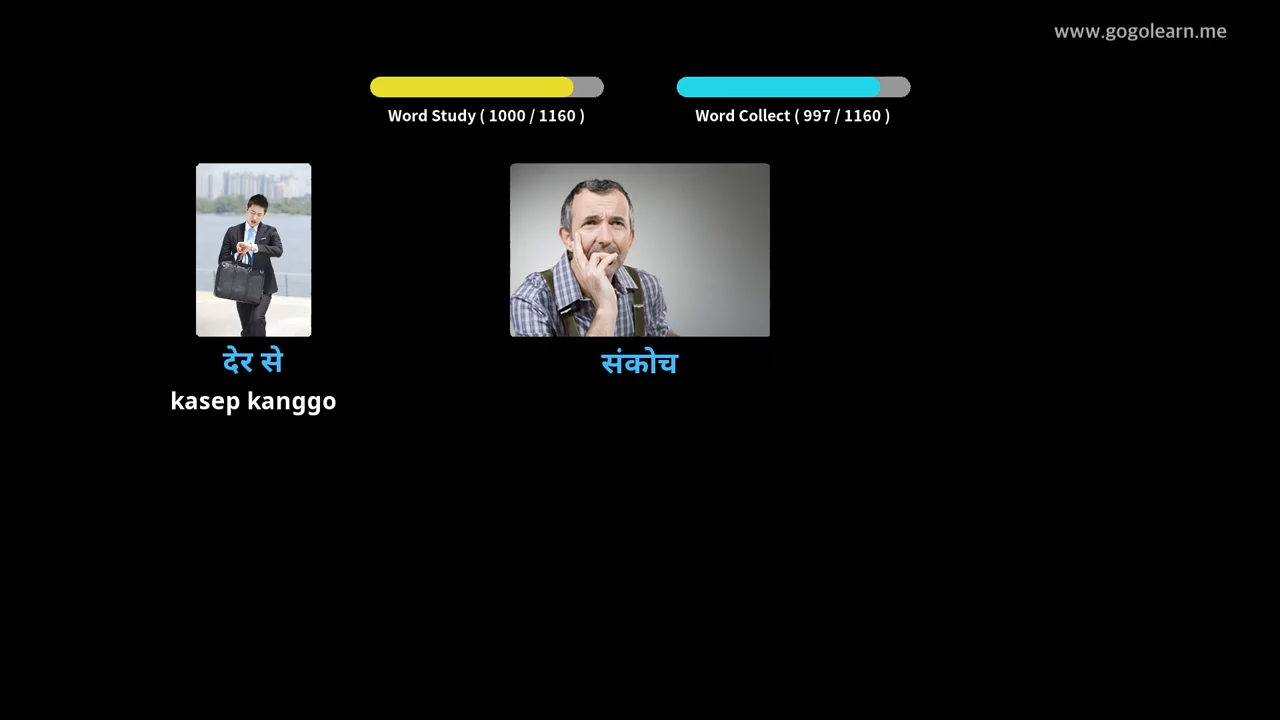 www.gogolearn.me
Word Study ( 1000 / 1160 )
Word Collect ( 997 / 1160 )
देर से
kasep kanggo
संकोच